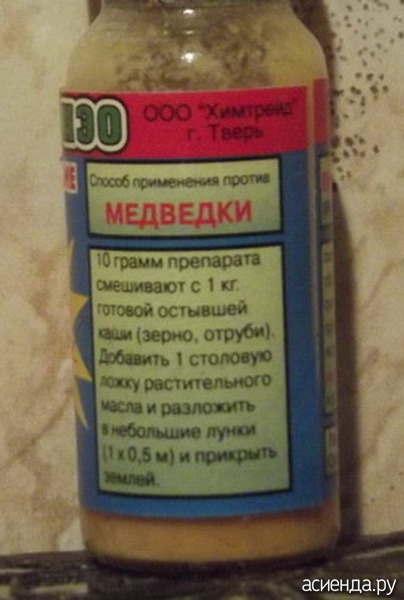 ЭО
ООО "Химтрейд"
г. Тверь
Способ применения против
МЕДВЕДКИ
10 грамм препарата
смешивают с 1 кг.
готовой остывшей
каши (зерно, отруби).
Добавить 1 столовую
ложку растительного
масла и разложить
в небольшие лунки
(1 х 0,5 м) и прикрыть
землей.
асиенда.ру